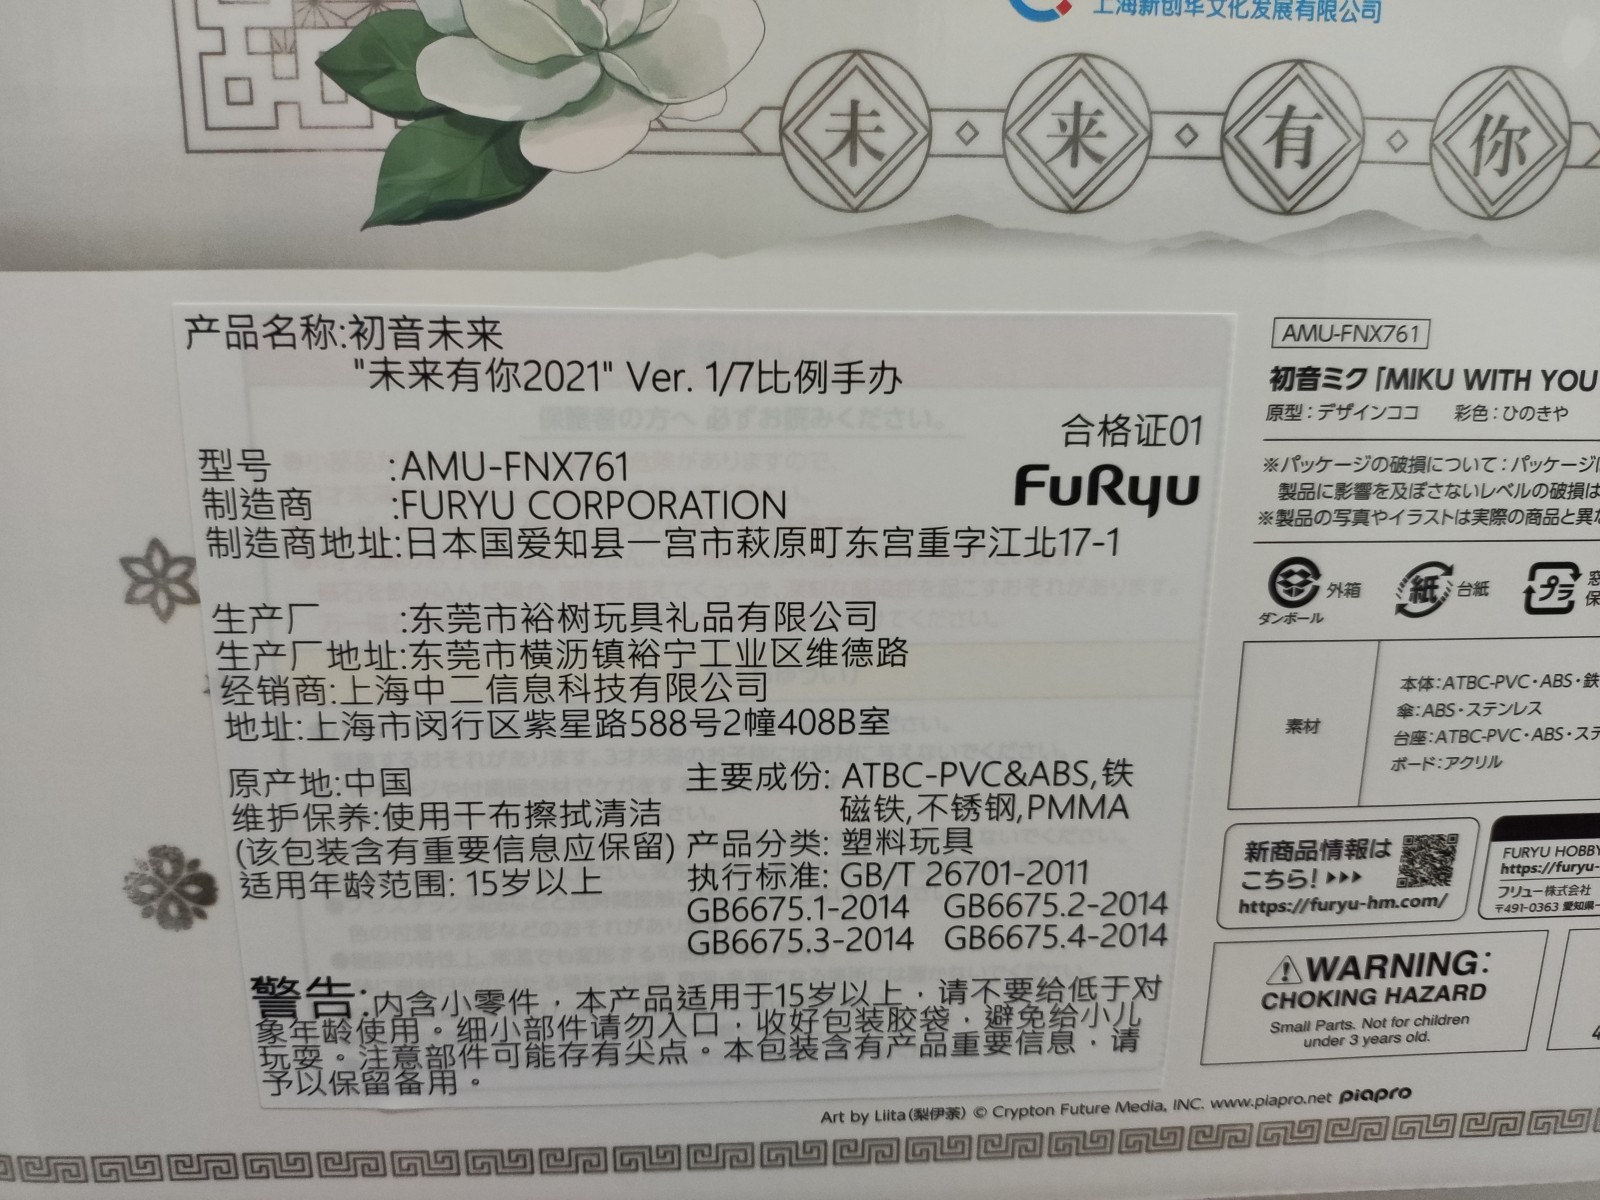 上海新创华文化发展有限公司
未 来 有 你
产品名称:初音未来
"未来有你2021" Ver. 1/7比例手办
合格证01
型号 :AMU-FNX761
FuRyu
制造商 :FURYU CORPORATION
制造商地址:日本国爱知县一宫市萩原町东宫重字江北17-1
生产厂 :东莞市裕树玩具礼品有限公司
生产厂地址:东莞市横沥镇裕宁工业区维德路
经销商:上海中二信息科技有限公司
地址:上海市闵行区紫星路588号2幢408B室
原产地:中国
维护保养:使用干布擦拭清洁
(该包装含有重要信息应保留)
适用年龄范围: 15岁以上
主要成份: ATBC-PVC&ABS,铁
磁铁,不锈钢,PMMA
产品分类: 塑料玩具
执行标准: GB/T 26701-2011
GB6675.1-2014 GB6675.2-2014
GB6675.3-2014 GB6675.4-2014
警告:内含小零件，本产品适用于15岁以上，请不要给低于对
象年龄使用。细小部件请勿入口，收好包装胶袋，避免给小儿
玩耍。注意部件可能存有尖点。本包装含有产品重要信息，请
予以保留备用。
AMU-FNX761
初音ミク「MIKU WITH YOU
原型：デザインココ 彩色：ひのきや
※パッケージの破損について：パッケージに
製品に影響を及ぼさないレベルの破損は
※製品の写真やイラストは実際の商品と異な
ダンボール
外箱
紙
台紙
プラ
素材
本体：ATBC-PVC・ABS・鉄
傘：ABS・ステンレス
台座：ATBC-PVC・ABS・ステ
ボード：アクリル
新商品情報は
こちら!
https://furyu-hm.com/
FURYU HOBBY
https://furyu-
フリュー株式会社
〒491-0363 愛知県一
WARNING:
CHOKING HAZARD
Small Parts. Not for children
under 3 years old.
Art by Liita(梨伊荼) © Crypton Future Media, INC. www.piapro.net piapro